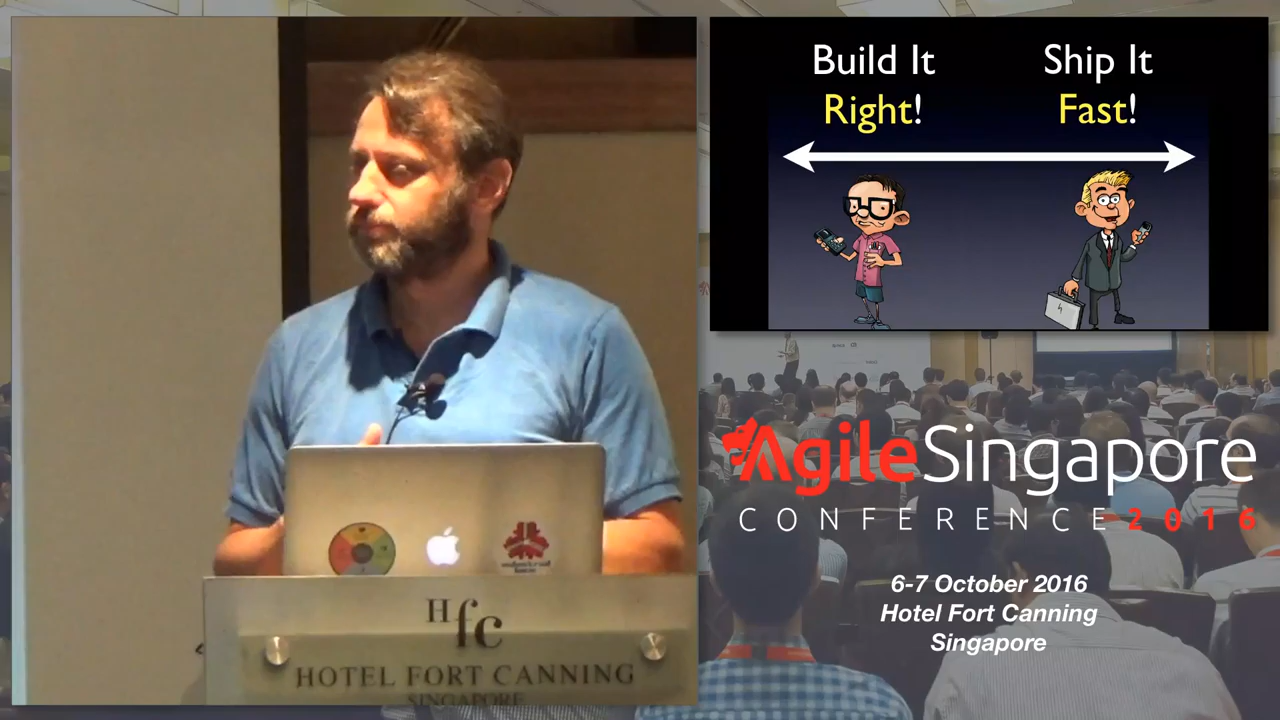 Build It
Right!
Ship It
Fast!
AgileSingapore
CONFERENCE2016
6-7 October 2016
Hotel Fort Canning
Singapore
Hfc
HOTEL FORT CANNING
SINGAPORE